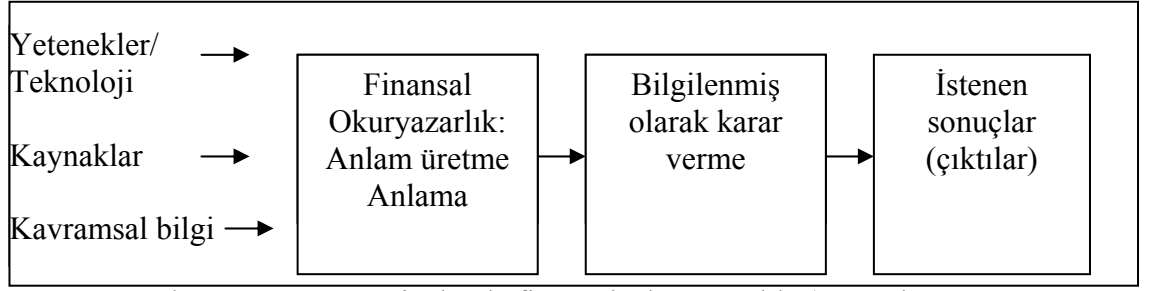 Yetenekler/
Teknoloji
Kaynaklar
Kavramsal bilgi
Finansal
Okuryazarlık:
Anlam üretme
Anlama
Bilgilenmiş
olarak karar
verme
İstenen
sonuçlar
(çıktılar)